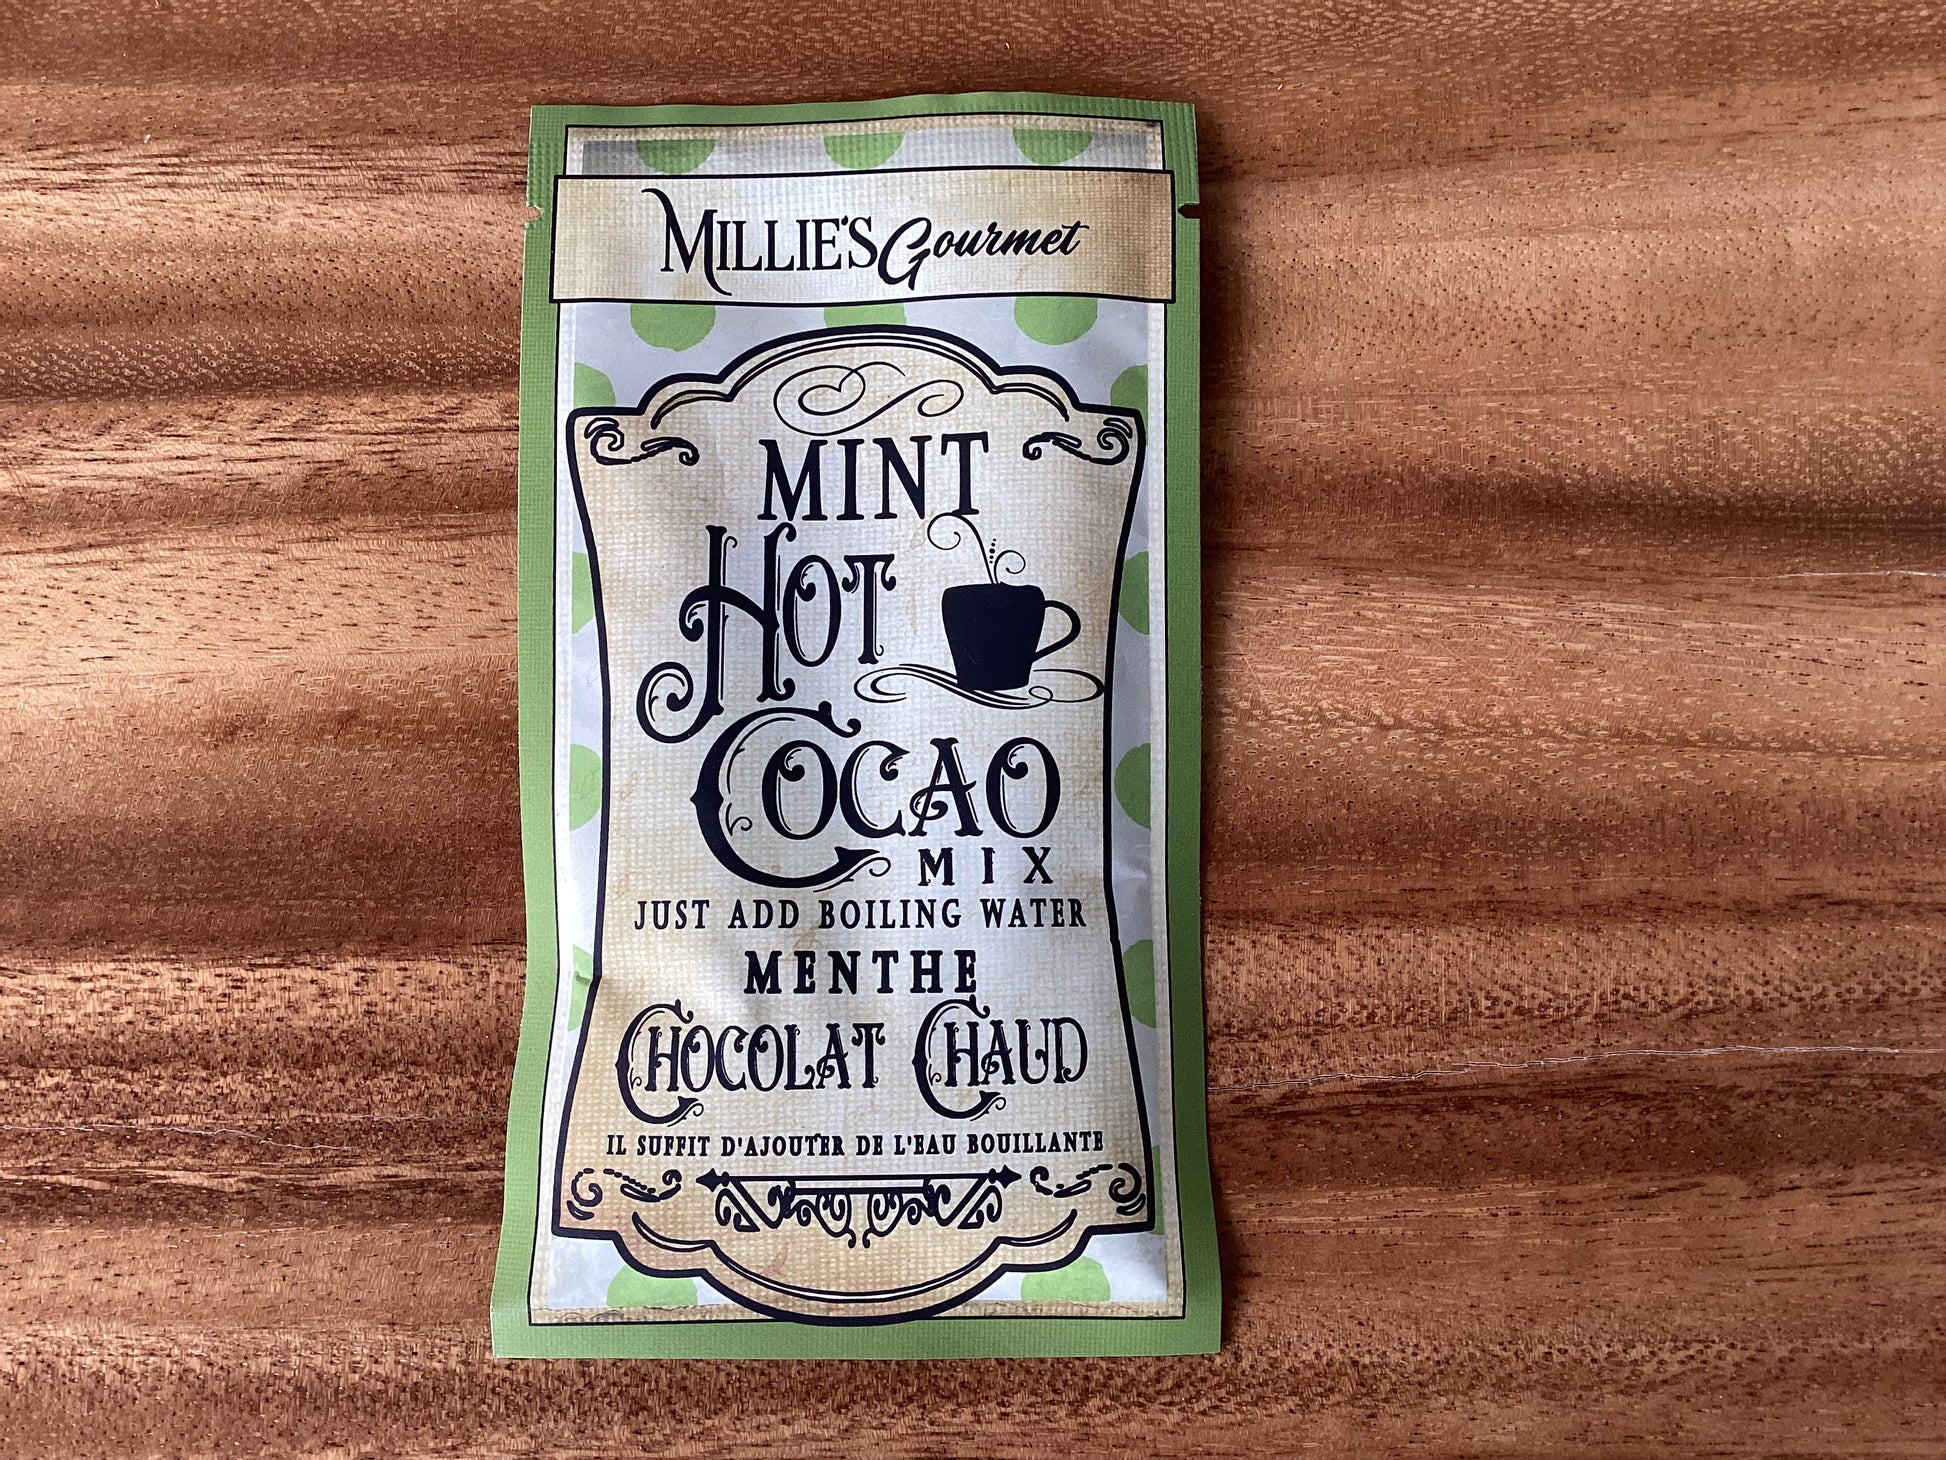 MILLIE'S Gourmet
MINT
HOT
COCAO
MIX
JUST ADD BOILING WATER
MENTHE
CHOCOLAT CHAUD
IL SUFFIT D'AJOUTER DE L'EAU BOUILLANTE